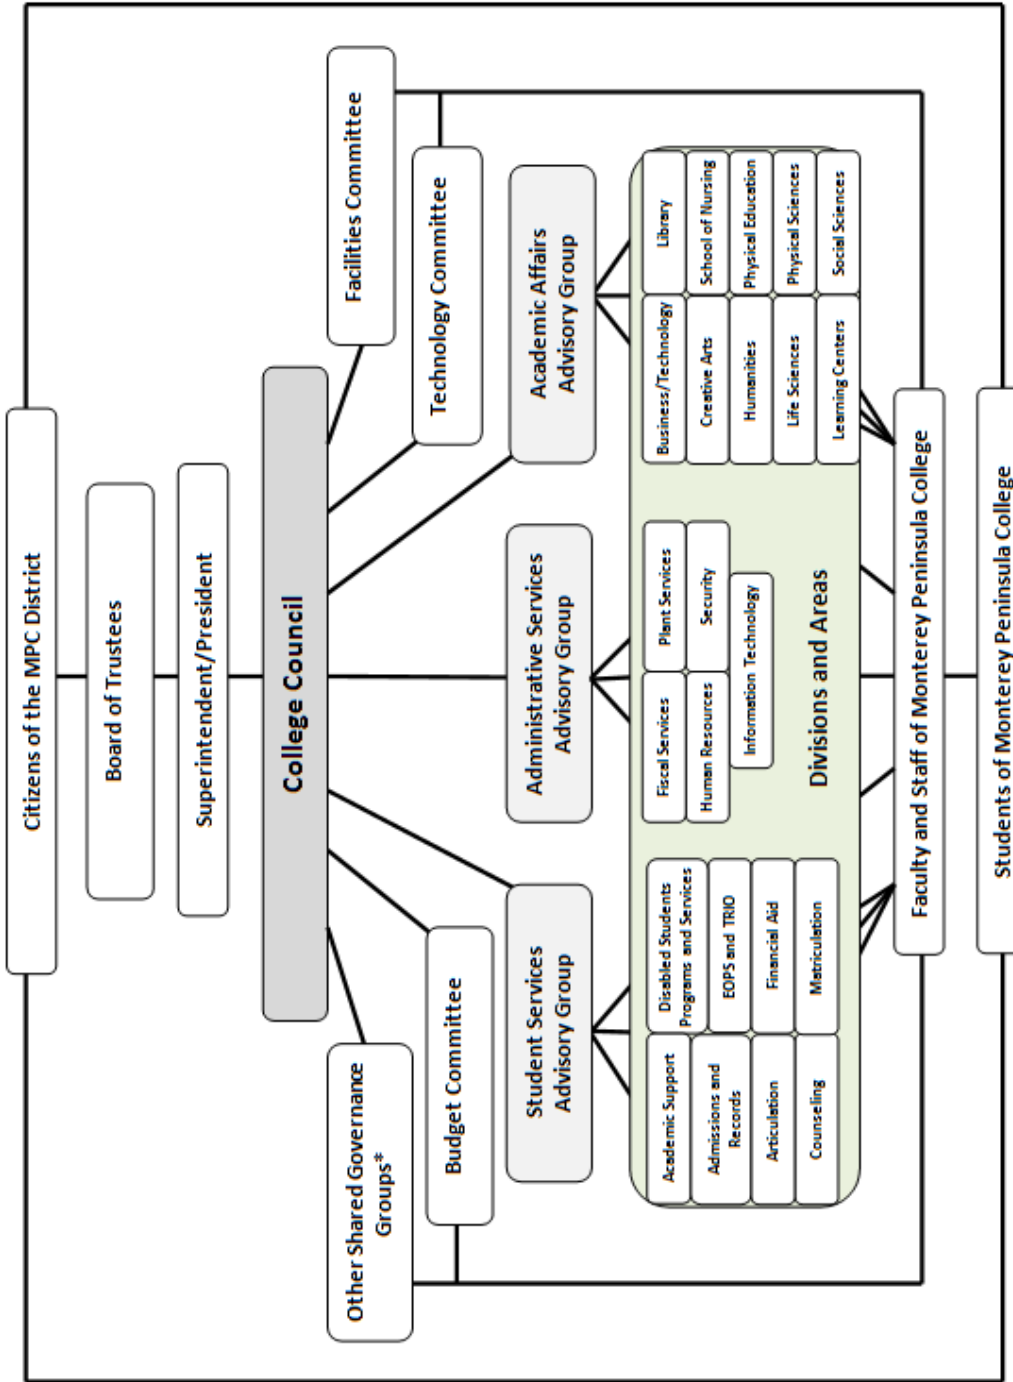 Citizens of the MPC District
Board of Trustees
Superintendent/President
College Council
Other Shared Governance
Groups*
Budget Committee
Technology Committee
Facilities Committee
Student Services
Advisory Group
Administrative Services
Advisory Group
Academic Affairs
Advisory Group
Academic Support
Admissions and
Records
Articulation
Counseling
Disabled Students
Programs and Services
EOPS and TRIO
Financial Aid
Matriculation
Fiscal Services
Human Resources
Plant Services
Security
Information Technology
Business/Technology
Creative Arts
Humanities
Life Sciences
Learning Centers
Library
School of Nursing
Physical Education
Physical Sciences
Social Sciences
Divisions and Areas
Faculty and Staff of Monterey Peninsula College
Students of Monterey Peninsula College